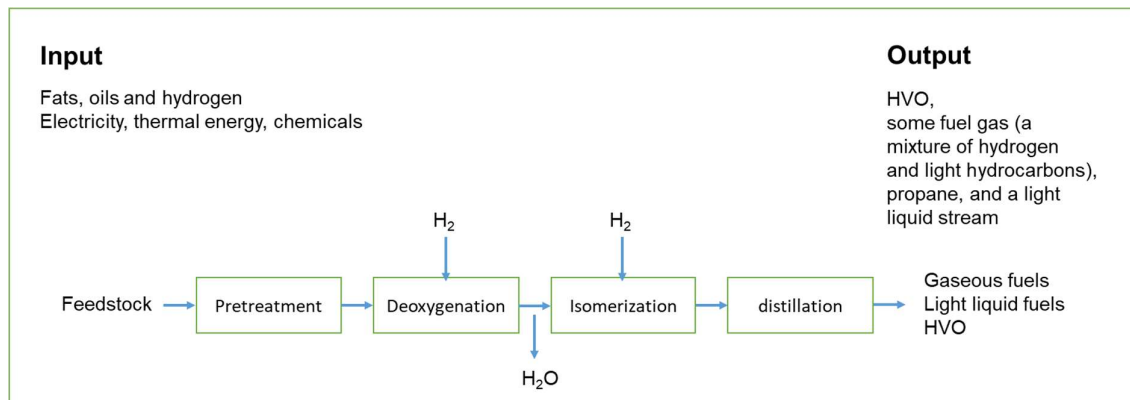 Input
Fats, oils and hydrogen
Electricity, thermal energy, chemicals
Output
HVO,
some fuel gas (a
mixture of hydrogen
and light hydrocarbons),
propane, and a light
liquid stream
H₂
H₂
Feedstock
Pretreatment
Deoxygenation
Isomerization
distillation
Gaseous fuels
Light liquid fuels
HVO
H₂O